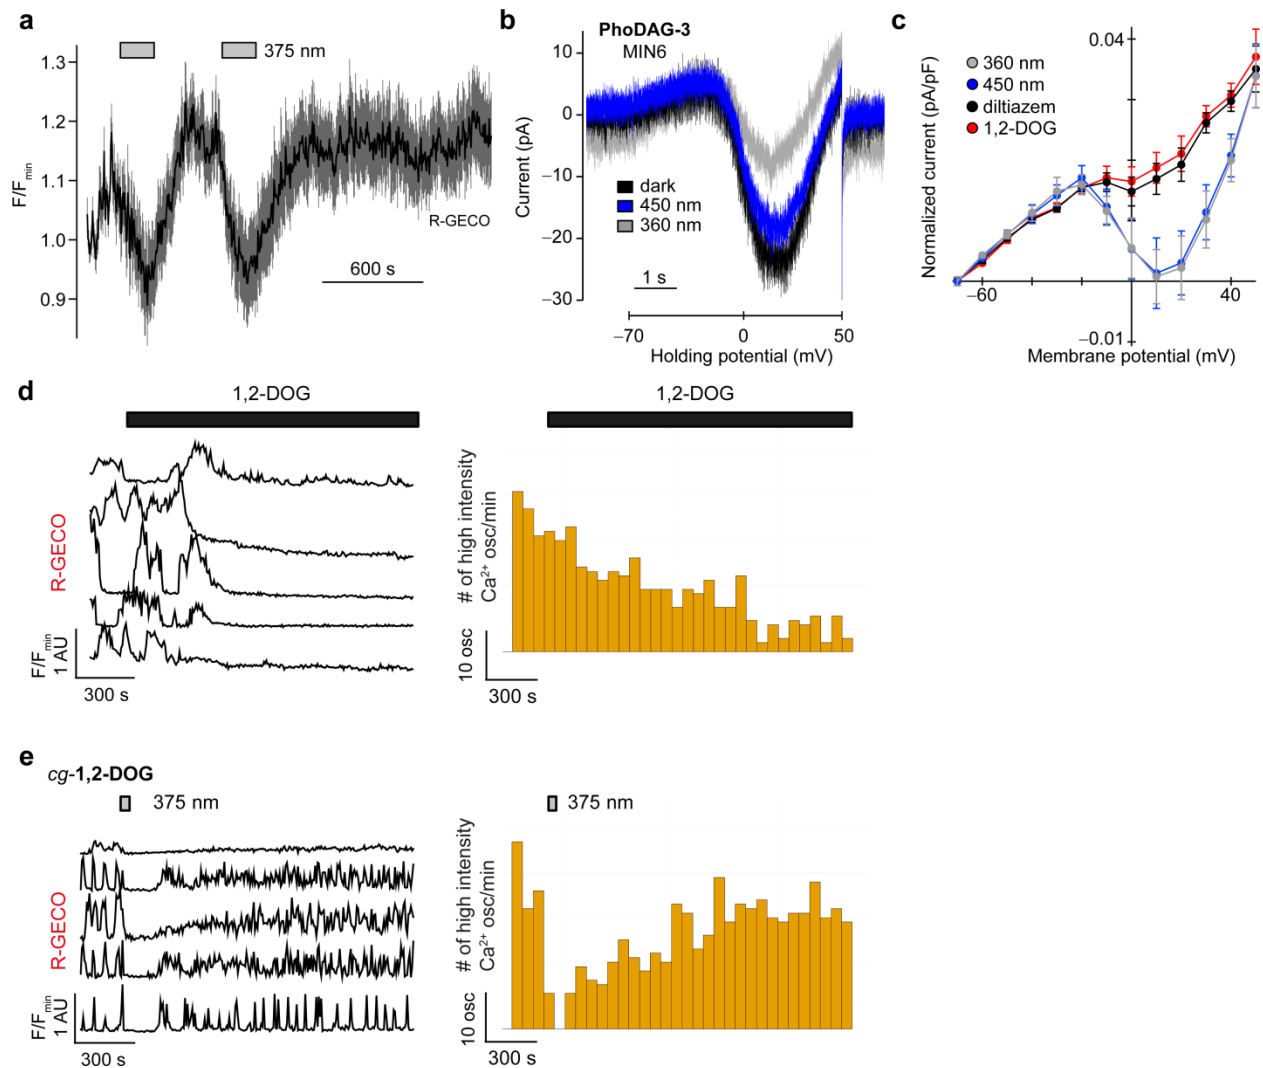 a
375 nm
1.3
1.2
1.1
1.0
0.9
F/Fmin
R-GECO
600 s
b
PhoDAG-3
MIN6
10
0
−10
−20
−30
Current (pA)
dark
450 nm
360 nm
1 s
−70
0
50
Holding potential (mV)
c
0.04
360 nm
450 nm
diltiazem
1,2-DOG
Normalized current (pA/pF)
−60
40
−0.01
Membrane potential (mV)
d
1,2-DOG
R-GECO
F/Fmin
1 AU
300 s
1,2-DOG
# of high intensity
Ca2+ osc/min
10 osc
300 s
e
cg-1,2-DOG
375 nm
R-GECO
F/Fmin
1 AU
300 s
375 nm
# of high intensity
Ca2+ osc/min
10 osc
300 s